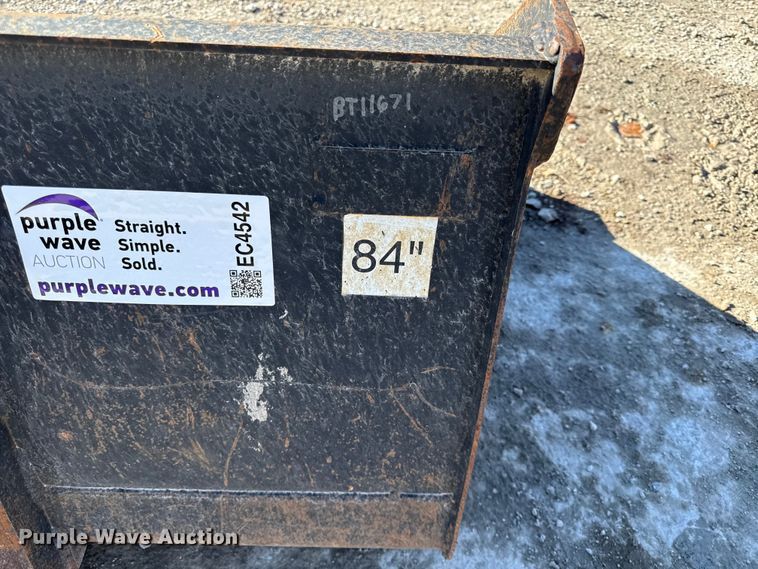 BT11671
purple
wave
AUCTION
Straight.
Simple.
Sold.
purplewave.com
EC4542
84"
Purple Wave Auction